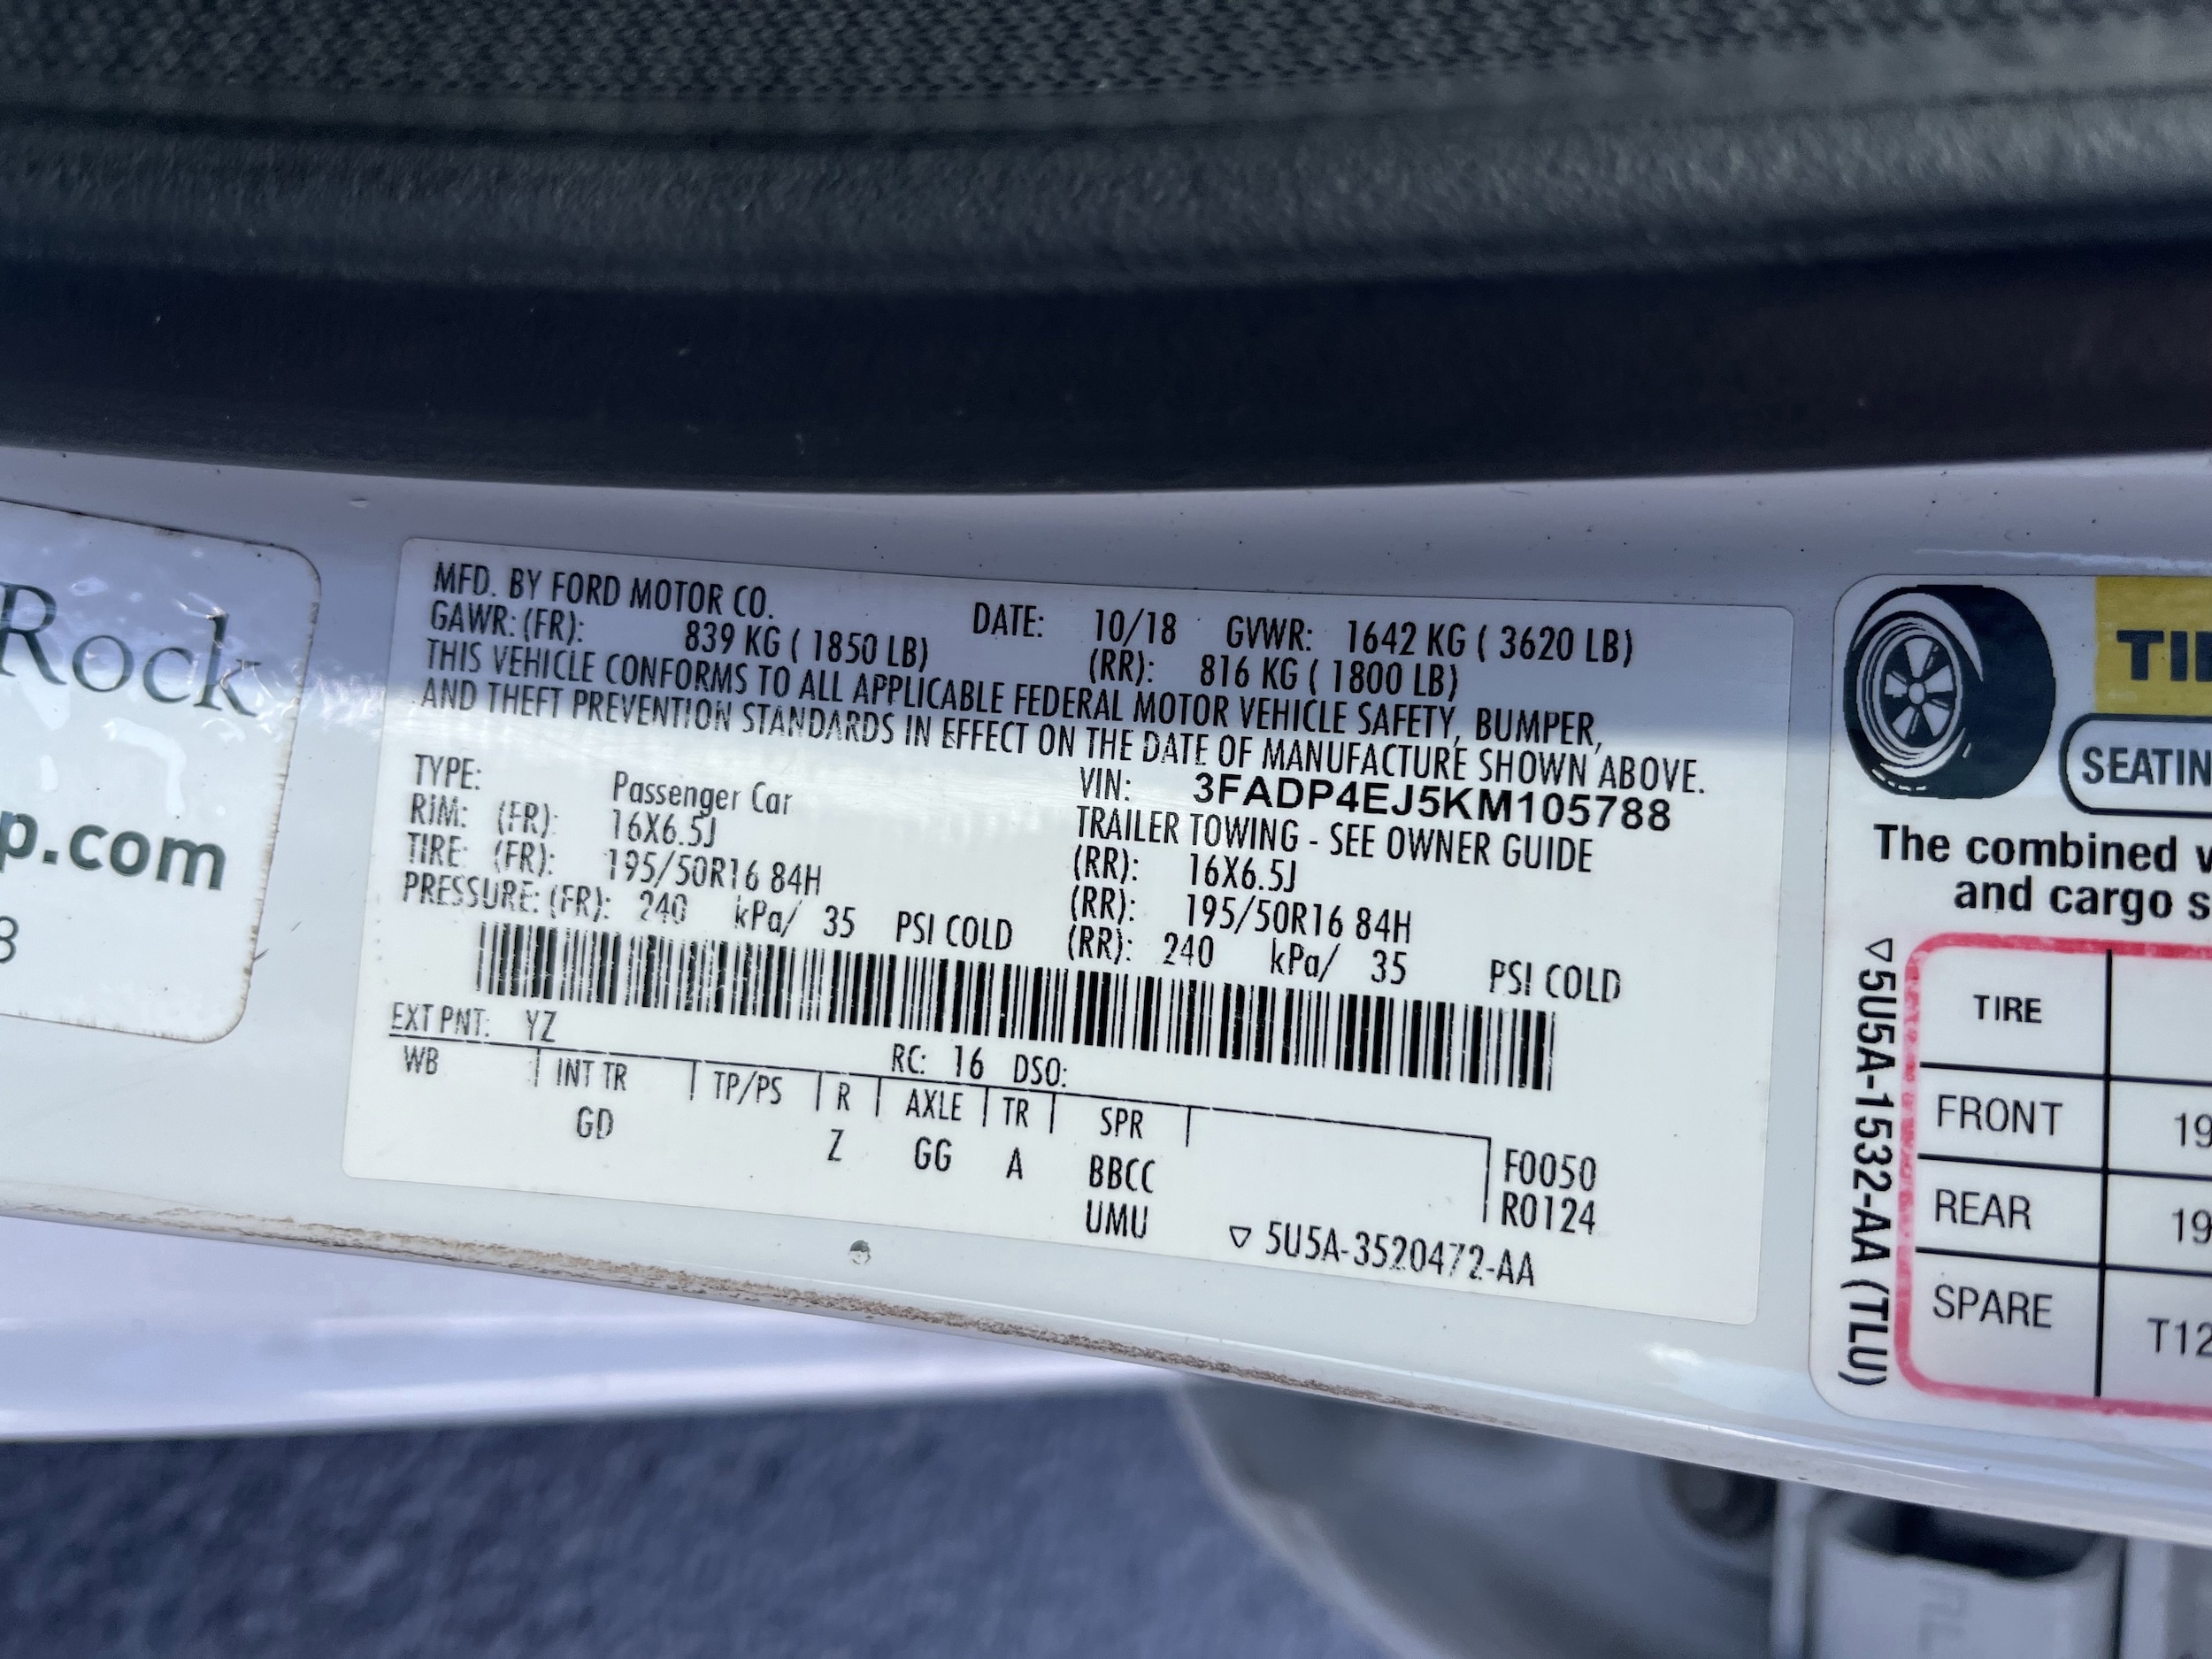 Rock
p.com
MFD. BY FORD MOTOR CO.
DATE: 10/18 GVWR: 1642 KG ( 3620 LB)
GAWR: (FR): 839 KG ( 1850 LB) (RR): 816 KG ( 1800 LB)
THIS VEHICLE CONFORMS TO ALL APPLICABLE FEDERAL MOTOR VEHICLE SAFETY, BUMPER,
AND THEFT PREVENTION STANDARDS IN EFFECT ON THE DATE OF MANUFACTURE SHOWN ABOVE.
VIN: 3FADP4EJ5KM105788
TYPE: Passenger Car TRAILER TOWING - SEE OWNER GUIDE
RIM: (FR): 16X6.5J (RR): 16X6.5J
TIRE: (FR): 195/50R16 84H (RR): 195/50R16 84H
PRESSURE: (FR): 240 kPa/ 35 PSI COLD (RR): 240 kPa/ 35 PSI COLD
EXT PNT: YZ RC: 16 DSO:
WB INT TR TP/PS R AXLE TR SPR
GD Z GG A BBCC
UMU
F0050
R0124
▽ 5U5A-3520472-AA
TI
SEATIN
The combined
and cargo s
▽5U5A-1532-AA (TLU)
TIRE
FRONT 19
REAR 19
SPARE T12